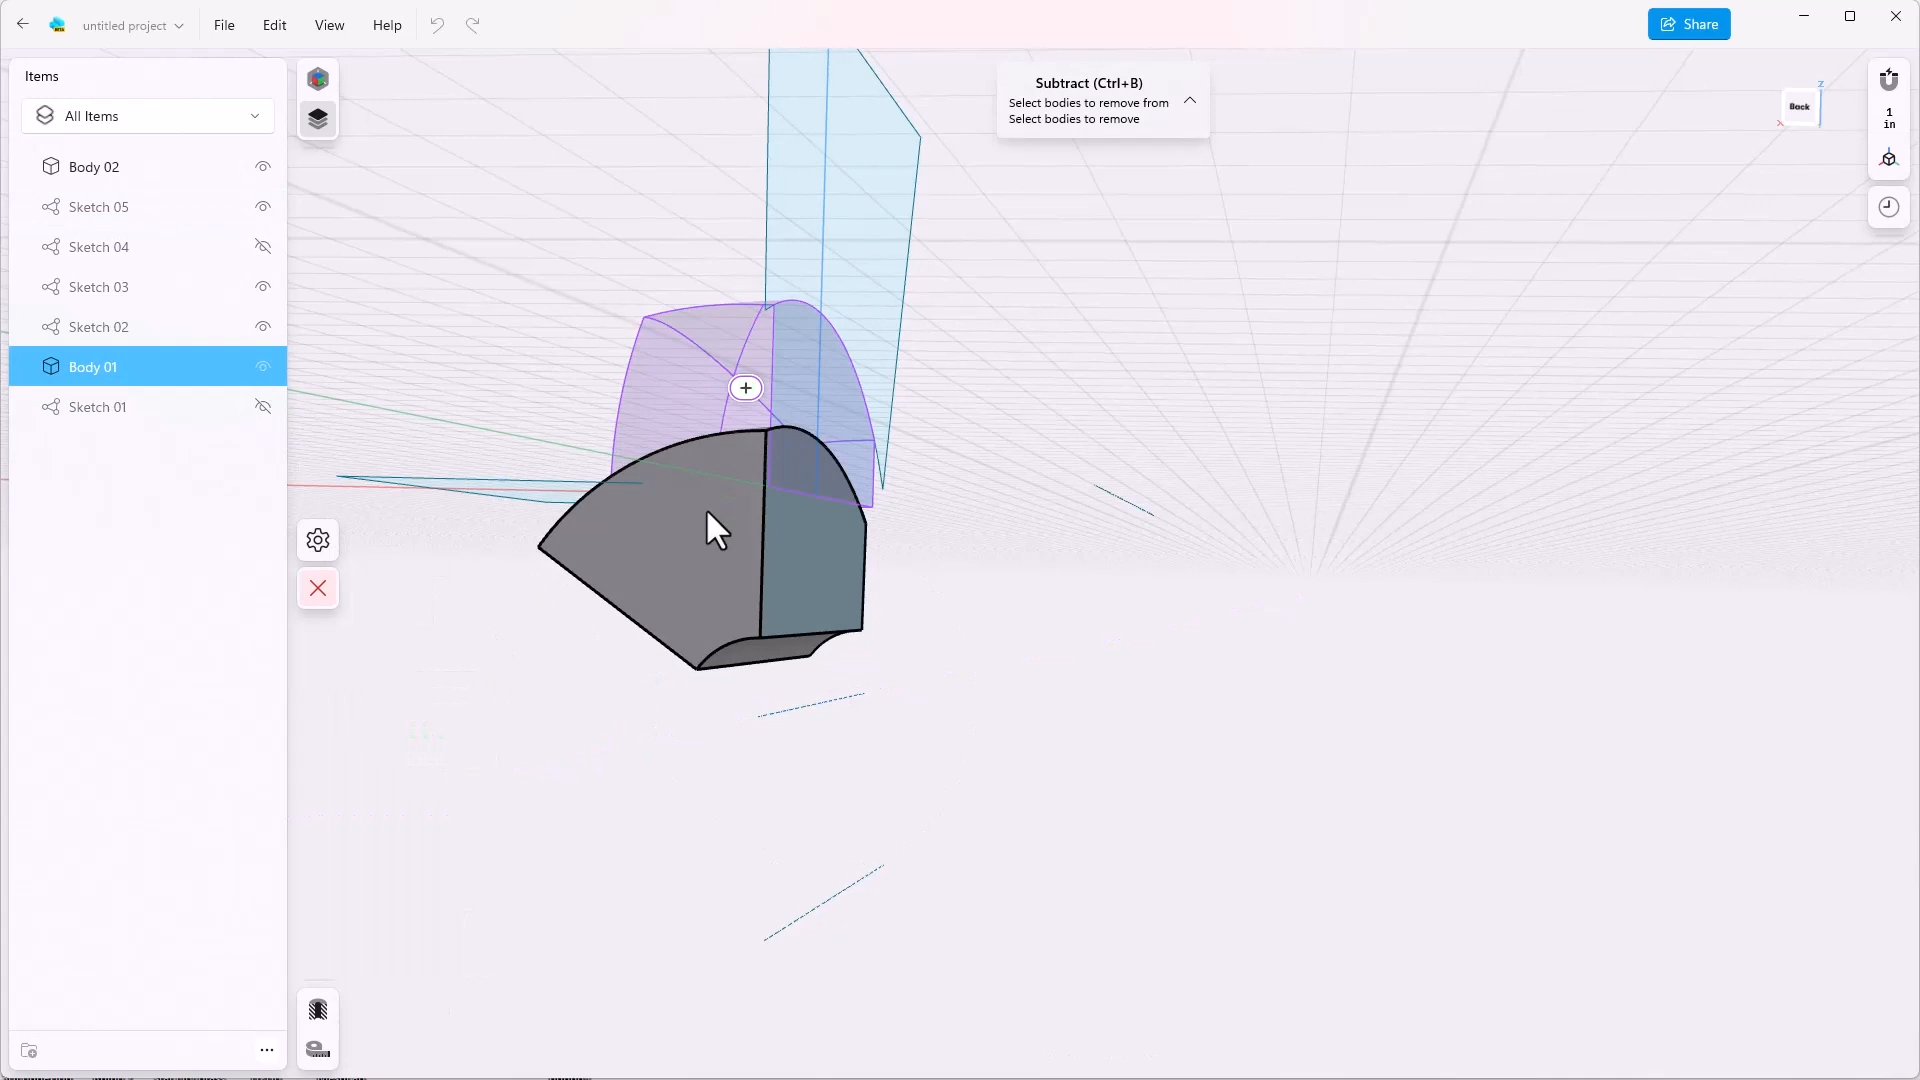 untitled project
File
Edit
View
Help
Share
Items
All Items
Body 02
Sketch 05
Sketch 04
Sketch 03
Sketch 02
Body 01
Sketch 01
Subtract (Ctrl+B)
Select bodies to remove from
Select bodies to remove
Z
Back
X
1
in